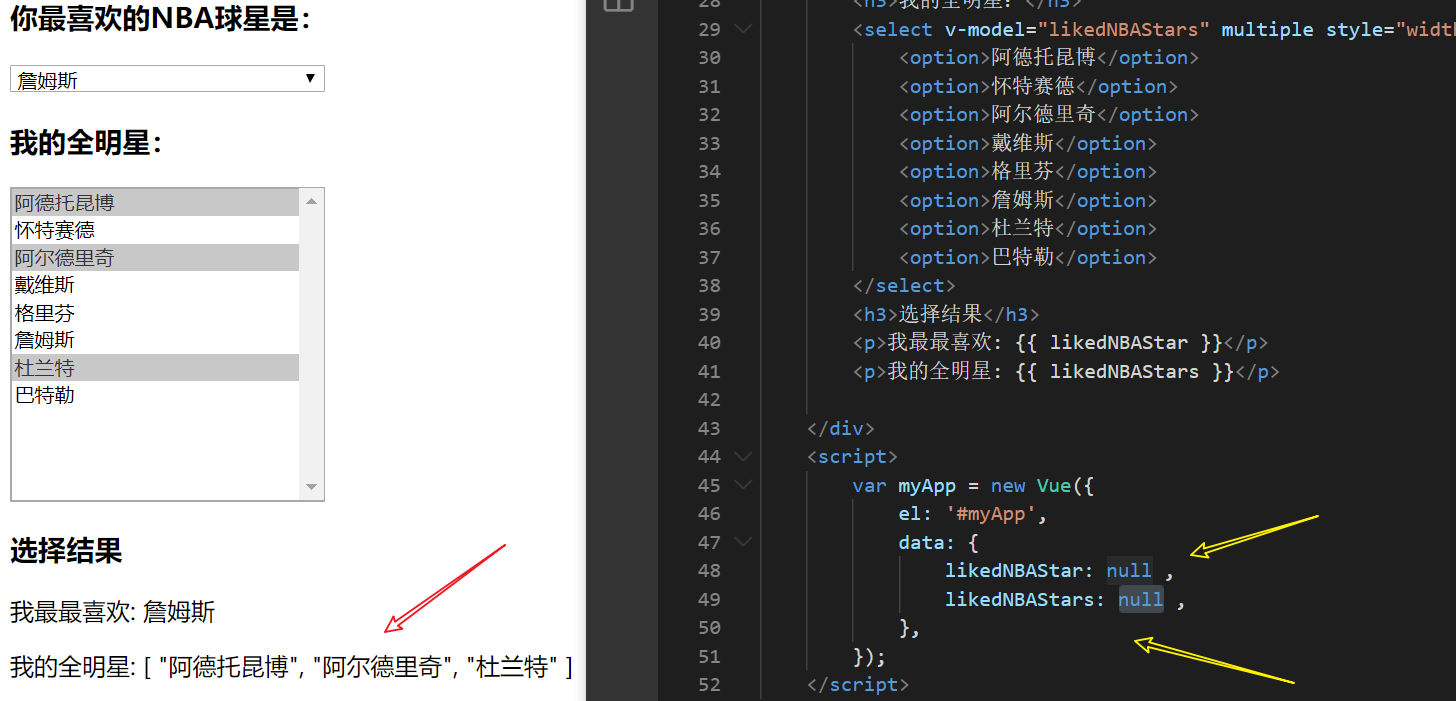 你最喜欢的NBA球星是：
詹姆斯
我的全明星：
阿德托昆博
怀特赛德
阿尔德里奇
戴维斯
格里芬
詹姆斯
杜兰特
巴特勒
选择结果
我最最喜欢: 詹姆斯
我的全明星: [ "阿德托昆博", "阿尔德里奇", "杜兰特" ]
28 <h3>我的全明星：</h3>
29 <select v-model="likedNBAStars" multiple style="width
30 <option>阿德托昆博</option>
31 <option>怀特赛德</option>
32 <option>阿尔德里奇</option>
33 <option>戴维斯</option>
34 <option>格里芬</option>
35 <option>詹姆斯</option>
36 <option>杜兰特</option>
37 <option>巴特勒</option>
38 </select>
39 <h3>选择结果</h3>
40 <p>我最最喜欢: {{ likedNBAStar }}</p>
41 <p>我的全明星: {{ likedNBAStars }}</p>
42
43 </div>
44 <script>
45 var myApp = new Vue({
46 el: '#myApp',
47 data: {
48 likedNBAStar: null ,
49 likedNBAStars: null ,
50 },
51 });
52 </script>